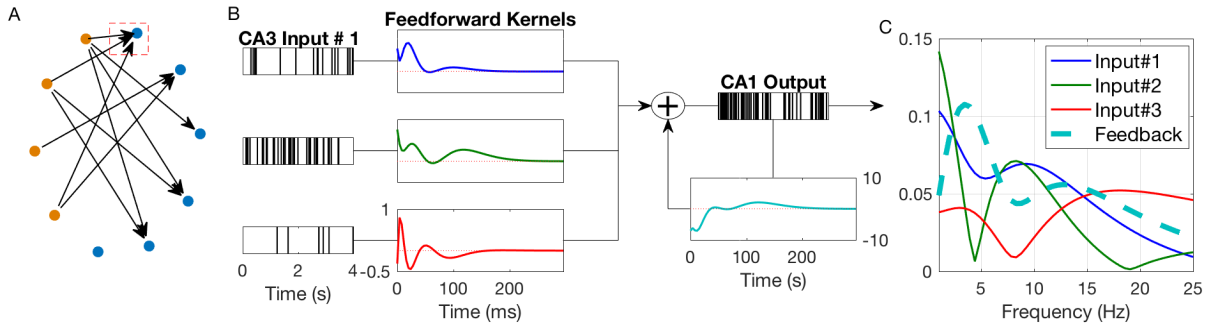 A
B
CA3 Input # 1
Feedforward Kernels
1
-0.5
0 2 4
Time (s)
0 100 200
Time (ms)
+
CA1 Output
10
0
-10
0 100 200
Time (s)
C
0.15
0.1
0.05
0
5 10 15 20 25
Frequency (Hz)
Input#1
Input#2
Input#3
Feedback